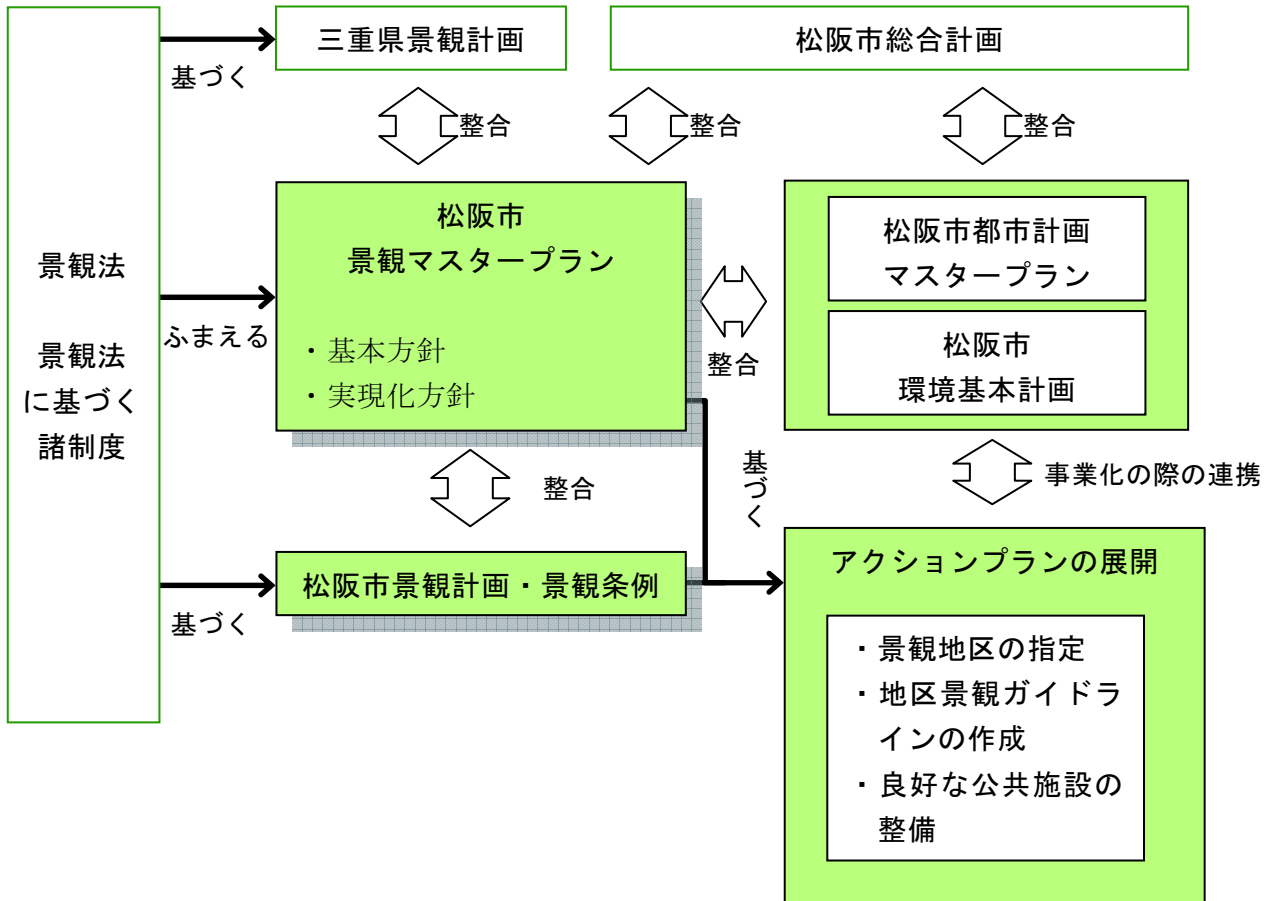 三重県景観計画
松阪市総合計画
基づく
整合
整合
整合
景観法
景観法
に基づく
諸制度
ふまえる
松阪市
景観マスタープラン
・基本方針
・実現化方針
整合
松阪市都市計画
マスタープラン
松阪市
環境基本計画
整合
基づく
事業化の際の連携
基づく
松阪市景観計画・景観条例
アクションプランの展開
・景観地区の指定
・地区景観ガイドラ
インの作成
・良好な公共施設の
整備